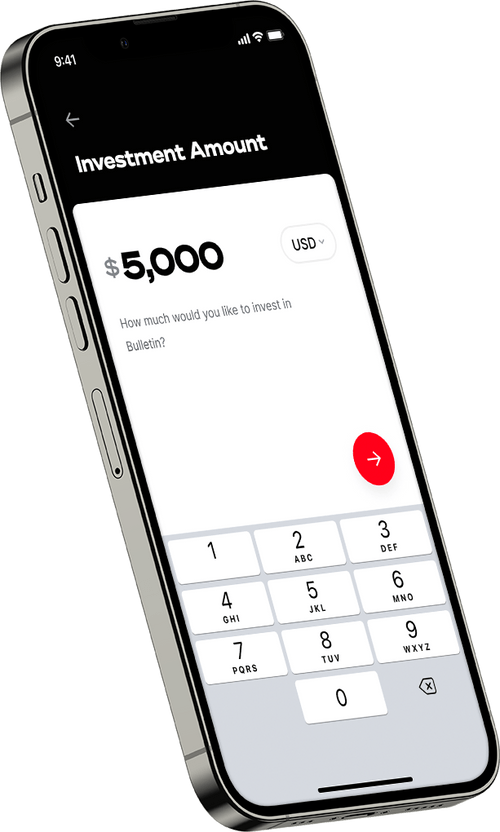 9:41
Investment Amount
$5,000
USD
How much would you like to invest in
Bulletin?
1
2
ABC
3
DEF
4
GHI
5
JKL
6
MNO
7
PQRS
8
TUV
9
WXYZ
0